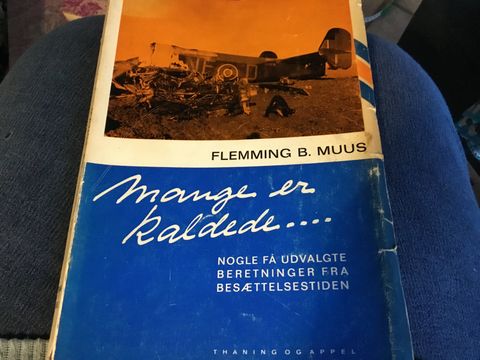 FLEMMING B. MUUS
Mange er
kaldede....
NOGLE FÅ UDVALGTE
BERETNINGER FRA
BESÆTTELSESTIDEN
THANING OG APPEL